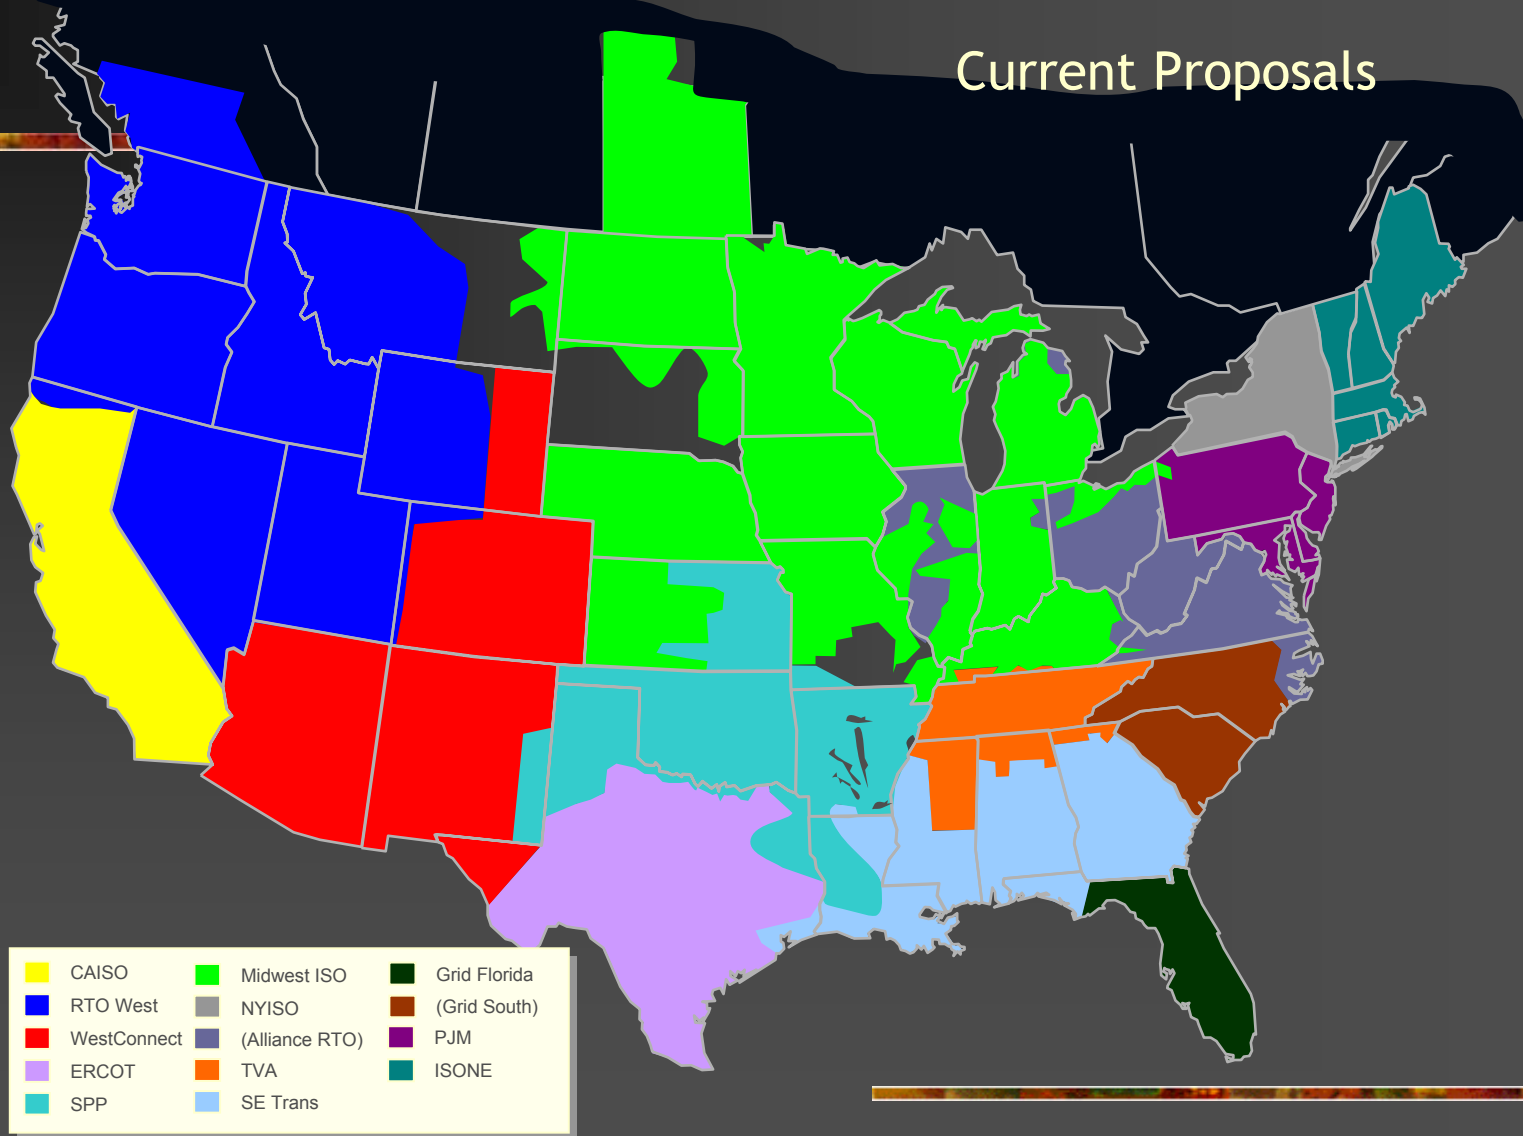 Current Proposals
CAISO
RTO West
WestConnect
ERCOT
SPP
Midwest ISO
NYISO
(Alliance RTO)
TVA
SE Trans
Grid Florida
(Grid South)
PJM
ISONE